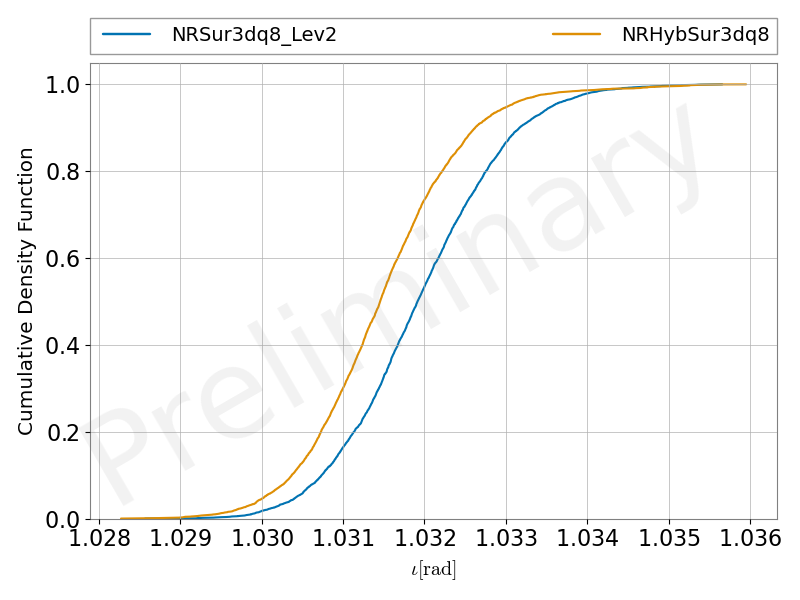 NRSur3dq8_Lev2 NRHybSur3dq8
1.0
0.8
0.6
0.4
0.2
0.0
Cumulative Density Function
Preliminary
1.028 1.029 1.030 1.031 1.032 1.033 1.034 1.035 1.036
ι[rad]